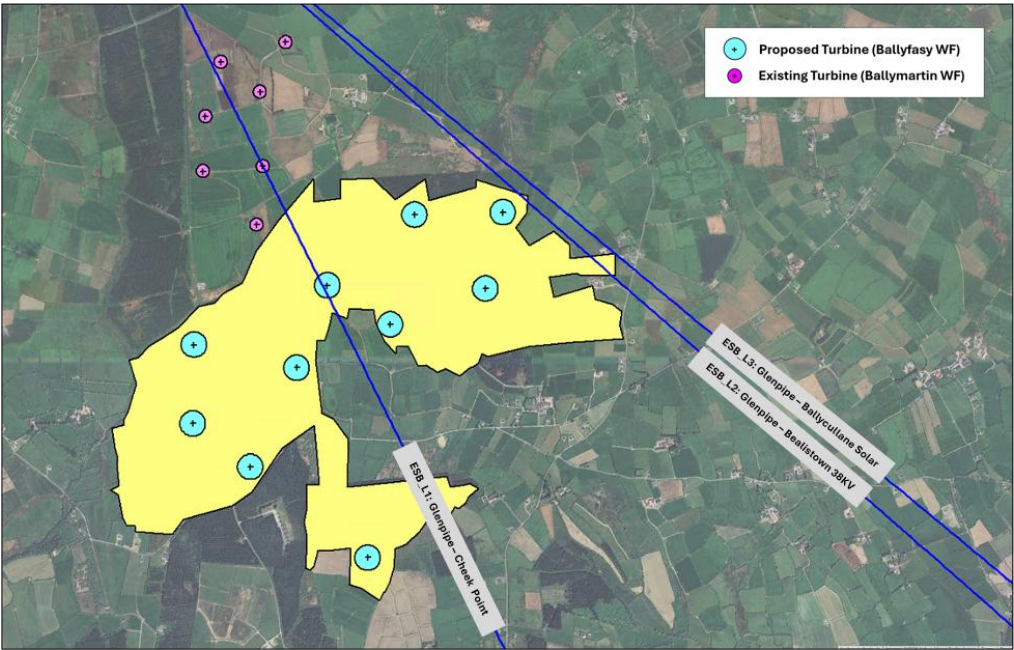 Proposed Turbine (Ballyfasy WF)
Existing Turbine (Ballymartin WF)
ESB_L3: Glenpipe – Ballycullane Solar
ESB_L2: Glenpipe – Bealistown 38KV
ESB_L1: Glenpipe – Cheek Point